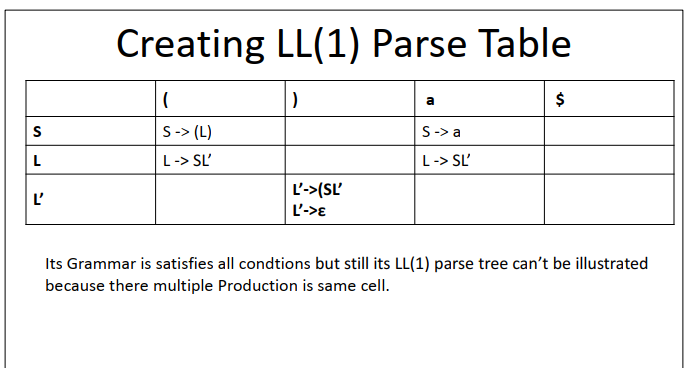 Creating LL(1) Parse Table
( ) a $
S S -> (L) S -> a
L L -> SL’ L -> SL’
L’ L’->(SL’
L’->ε
Its Grammar is satisfies all condtions but still its LL(1) parse tree can’t be illustrated
because there multiple Production is same cell.